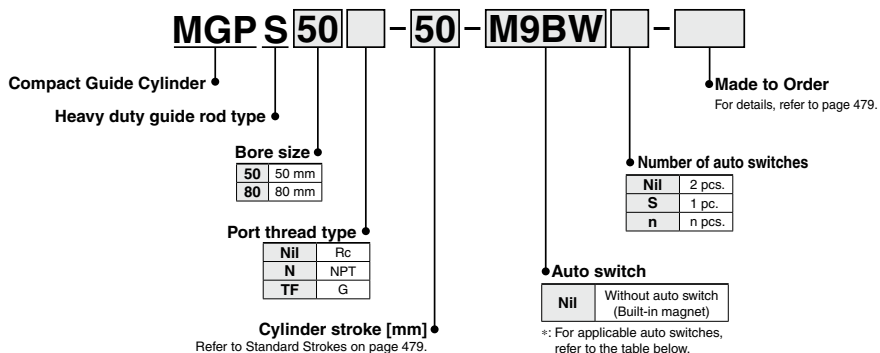 MGP S 50 - 50 - M9BW -
Compact Guide Cylinder
Heavy duty guide rod type
Bore size
50 50 mm
80 80 mm
Port thread type
Nil Rc
N NPT
TF G
Cylinder stroke [mm]
Refer to Standard Strokes on page 479.
Made to Order
For details, refer to page 479.
Number of auto switches
Nil 2 pcs.
S 1 pc.
n n pcs.
Auto switch
Nil Without auto switch
(Built-in magnet)
∗: For applicable auto switches,
refer to the table below.